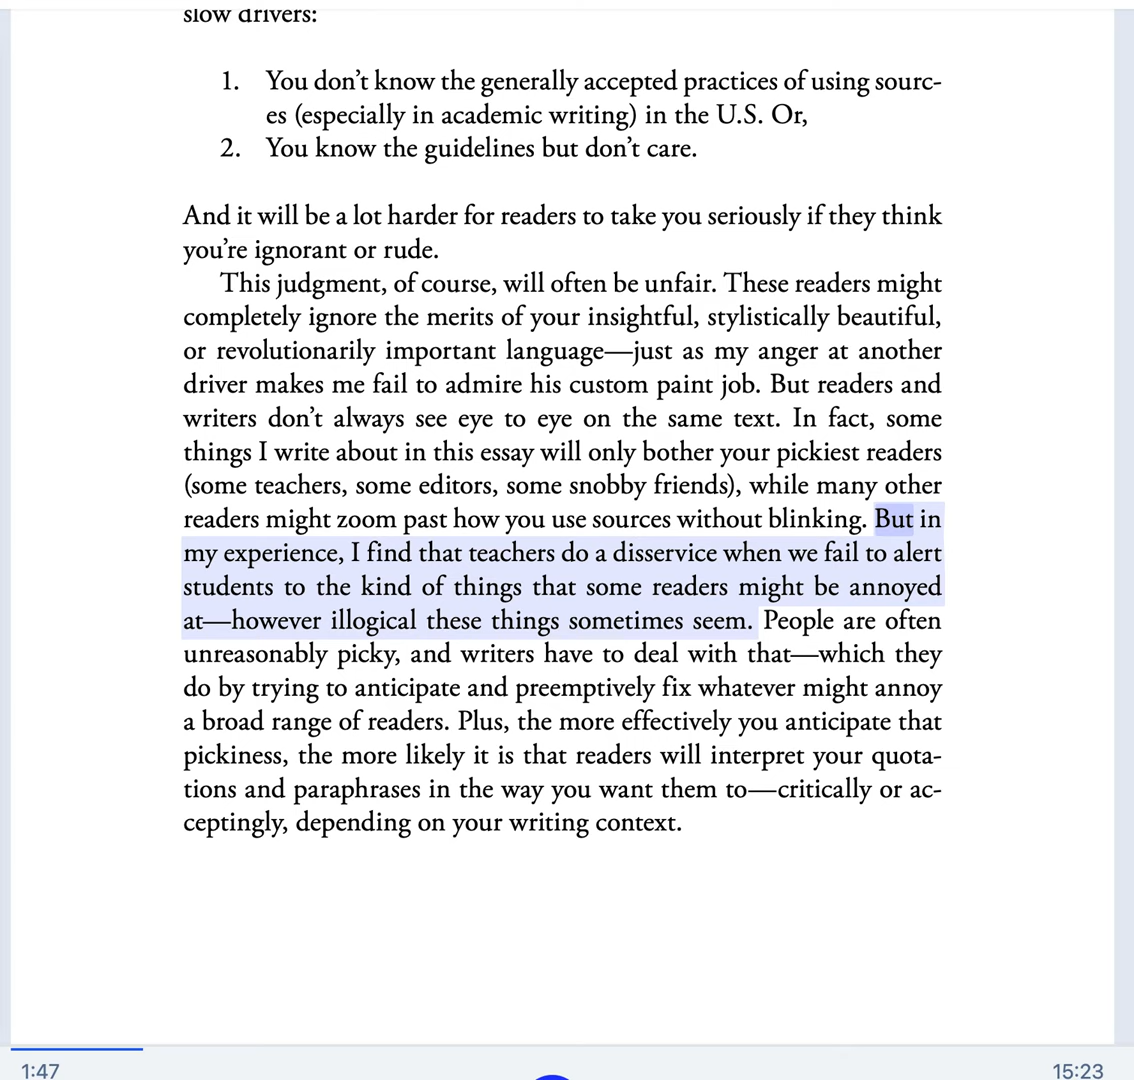 slow drivers:
1. You don’t know the generally accepted practices of using sourc-
es (especially in academic writing) in the U.S. Or,
2. You know the guidelines but don’t care.
And it will be a lot harder for readers to take you seriously if they think
you’re ignorant or rude.
This judgment, of course, will often be unfair. These readers might
completely ignore the merits of your insightful, stylistically beautiful,
or revolutionarily important language—just as my anger at another
driver makes me fail to admire his custom paint job. But readers and
writers don’t always see eye to eye on the same text. In fact, some
things I write about in this essay will only bother your pickiest readers
(some teachers, some editors, some snobby friends), while many other
readers might zoom past how you use sources without blinking. But in
my experience, I find that teachers do a disservice when we fail to alert
students to the kind of things that some readers might be annoyed
at—however illogical these things sometimes seem. People are often
unreasonably picky, and writers have to deal with that—which they
do by trying to anticipate and preemptively fix whatever might annoy
a broad range of readers. Plus, the more effectively you anticipate that
pickiness, the more likely it is that readers will interpret your quota-
tions and paraphrases in the way you want them to—critically or ac-
ceptingly, depending on your writing context.
1:47
15:23